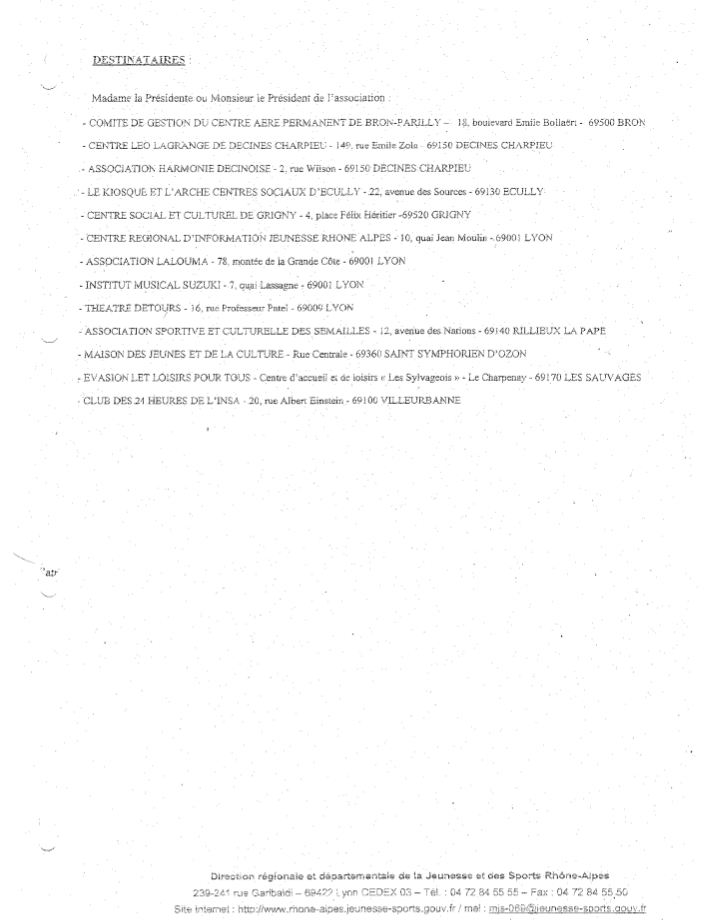 DESTINATAIRES :
Madame la Présidente ou Monsieur le Président de l'association :
- COMITE DE GESTION DU CENTRE AERE PERMANENT DE BRON-PARILLY – 18, boulevard Emile Bollaërt - 69500 BRON
- CENTRE LEO LAGRANGE DE DECINES CHARPIEU - 149, rue Emile Zola - 69150 DECINES CHARPIEU
- ASSOCIATION HARMONIE DECINOISE - 2, rue Wilson - 69150 DECINES CHARPIEU
- LE KIOSQUE ET L'ARCHE CENTRES SOCIAUX D'ECULLY - 22, avenue des Sources - 69130 ECULLY
- CENTRE SOCIAL ET CULTUREL DE GRIGNY - 4, place Félix Héritier -69520 GRIGNY
- CENTRE REGIONAL D'INFORMATION JEUNESSE RHONE ALPES - 10, quai Jean Moulin - 69001 LYON
- ASSOCIATION LALOUMA - 78, montée de la Grande Côte - 69001 LYON
- INSTITUT MUSICAL SUZUKI - 7, quai Lassagne - 69001 LYON
- THEATRE DETOURS - 16, rue Professeur Patel - 69009 LYON
- ASSOCIATION SPORTIVE ET CULTURELLE DES SEMAILLES - 12, avenue des Nations - 69140 RILLIEUX LA PAPE
- MAISON DES JEUNES ET DE LA CULTURE - Rue Centrale - 69360 SAINT SYMPHORIEN D'OZON
- EVASION LET LOISIRS POUR TOUS - Centre d'accueil et de loisirs « Les Sylvageois » - Le Charpenay - 69170 LES SAUVAGES
- CLUB DES 24 HEURES DE L'INSA - 20, rue Albert Einstein - 69100 VILLEURBANNE
Direction régionale et départementale de la Jeunesse et des Sports Rhône-Alpes
239-241 rue Garibaldi – 69422 Lyon CEDEX 03 – Tél. : 04 72 84 55 55 – Fax : 04 72 84 55 50
Site internet : http://www.rhone-alpes.jeunesse-sports.gouv.fr / mel : mjs-069@jeunesse-sports.gouv.fr